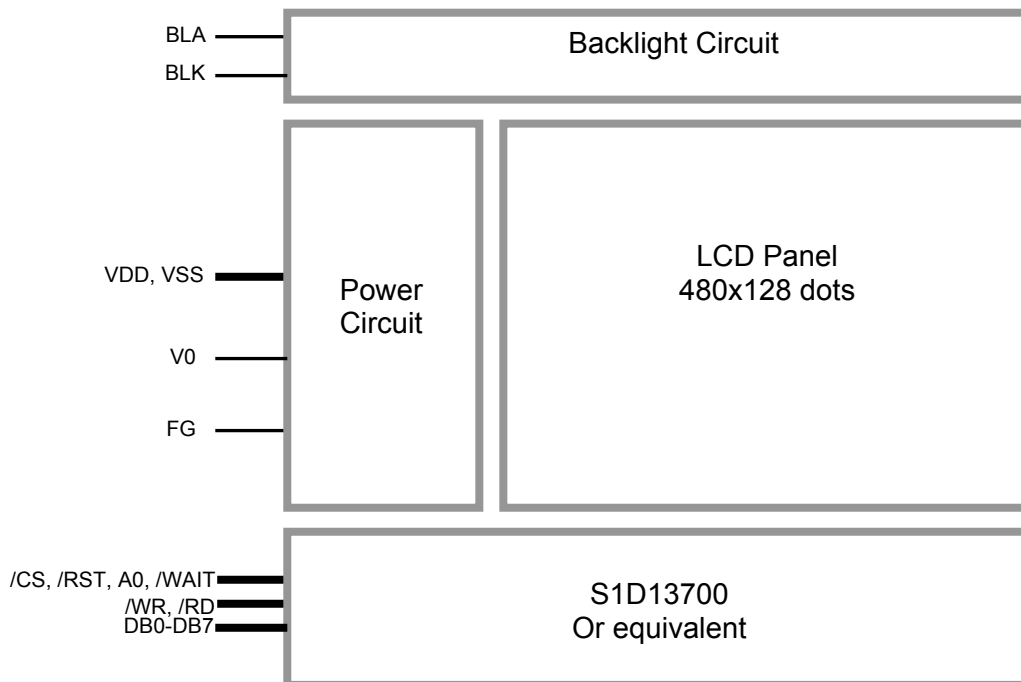 BLA
BLK
Backlight Circuit
VDD, VSS
V0
FG
Power
Circuit
LCD Panel
480x128 dots
/CS, /RST, A0, /WAIT
/WR, /RD
DB0-DB7
S1D13700
Or equivalent